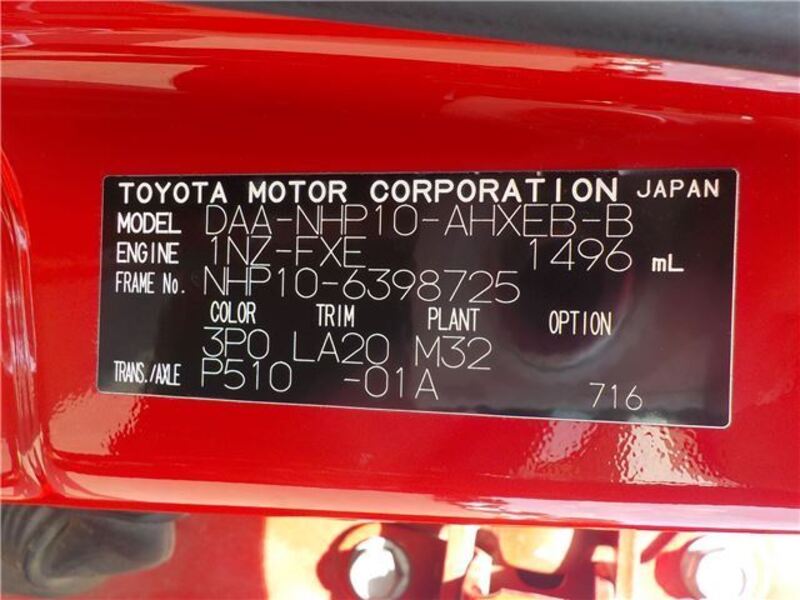 TOYOTA MOTOR CORPORATION JAPAN
MODEL DAA-NHP10-AHXEB-B
ENGINE 1NZ-FXE 1496 mL
FRAME No. NHP10-6398725
COLOR TRIM PLANT OPTION
3P0 LA20 M32
TRANS./AXLE P510 -01A 716